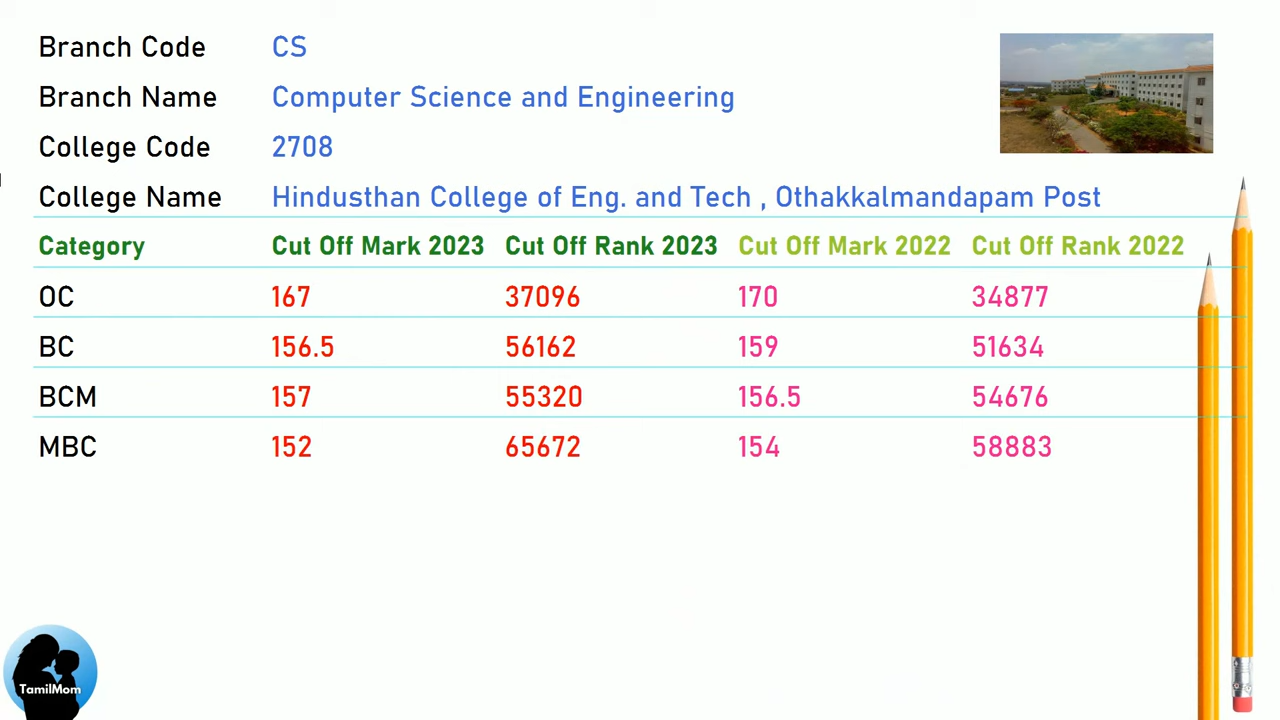 Branch Code CS
Branch Name Computer Science and Engineering
College Code 2708
College Name Hindusthan College of Eng. and Tech , Othakkalmandapam Post
Category Cut Off Mark 2023 Cut Off Rank 2023 Cut Off Mark 2022 Cut Off Rank 2022
OC 167 37096 170 34877
BC 156.5 56162 159 51634
BCM 157 55320 156.5 54676
MBC 152 65672 154 58883
TamilMom